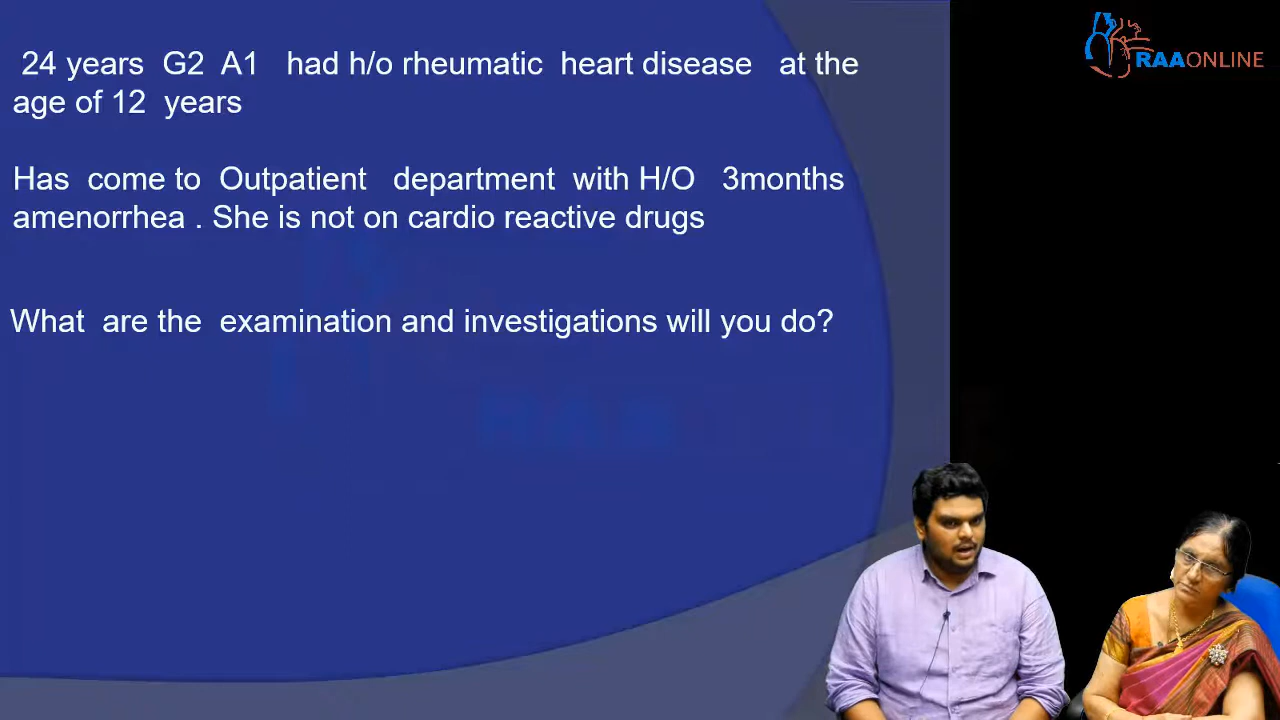 24 years G2 A1 had h/o rheumatic heart disease at the
age of 12 years
Has come to Outpatient department with H/O 3months
amenorrhea . She is not on cardio reactive drugs
What are the examination and investigations will you do?
RAAONLINE